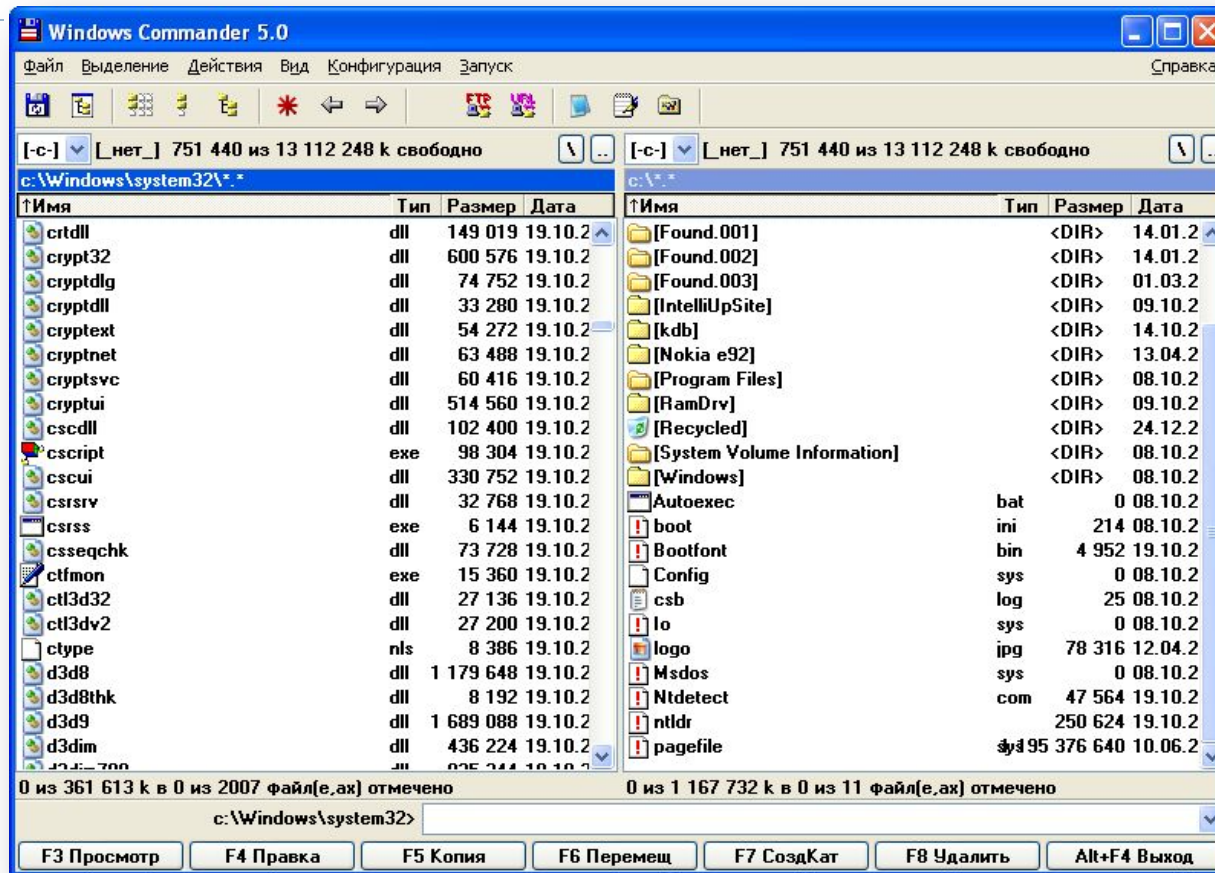 Windows Commander 5.0
Файл Выделение Действия Вид Конфигурация Запуск Справка
FTP URL
[-c-] [_нет_] 751 440 из 13 112 248 k свободно \ ..
c:\Windows\system32\*.*
↑Имя Тип Размер Дата
crtdll dll 149 019 19.10.2
crypt32 dll 600 576 19.10.2
cryptdlg dll 74 752 19.10.2
cryptdll dll 33 280 19.10.2
cryptext dll 54 272 19.10.2
cryptnet dll 63 488 19.10.2
cryptsvc dll 60 416 19.10.2
cryptui dll 514 560 19.10.2
cscdll dll 102 400 19.10.2
cscript exe 98 304 19.10.2
cscui dll 330 752 19.10.2
csrsrv dll 32 768 19.10.2
csrss exe 6 144 19.10.2
csseqchk dll 73 728 19.10.2
ctfmon exe 15 360 19.10.2
ctl3d32 dll 27 136 19.10.2
ctl3dv2 dll 27 200 19.10.2
ctype nls 8 386 19.10.2
d3d8 dll 1 179 648 19.10.2
d3d8thk dll 8 192 19.10.2
d3d9 dll 1 689 088 19.10.2
d3dim dll 436 224 19.10.2
0 из 361 613 k в 0 из 2007 файл(е,ах) отмечено
[-c-] [_нет_] 751 440 из 13 112 248 k свободно \ ..
c:\*.*
↑Имя Тип Размер Дата
[Found.001] <DIR> 14.01.2
[Found.002] <DIR> 14.01.2
[Found.003] <DIR> 01.03.2
[IntelliUpSite] <DIR> 09.10.2
[kdb] <DIR> 14.10.2
[Nokia e92] <DIR> 13.04.2
[Program Files] <DIR> 08.10.2
[RamDrv] <DIR> 09.10.2
[Recycled] <DIR> 24.12.2
[System Volume Information] <DIR> 08.10.2
[Windows] <DIR> 08.10.2
Autoexec bat 0 08.10.2
boot ini 214 08.10.2
Bootfont bin 4 952 19.10.2
Config sys 0 08.10.2
csb log 25 08.10.2
Io sys 0 08.10.2
logo jpg 78 316 12.04.2
Msdos sys 0 08.10.2
Ntdetect com 47 564 19.10.2
ntldr 250 624 19.10.2
pagefile 376 640 10.06.2
0 из 1 167 732 k в 0 из 11 файл(е,ах) отмечено
c:\Windows\system32>
F3 Просмотр F4 Правка F5 Копия F6 Перемещ F7 СоздКат F8 Удалить Alt+F4 Выход